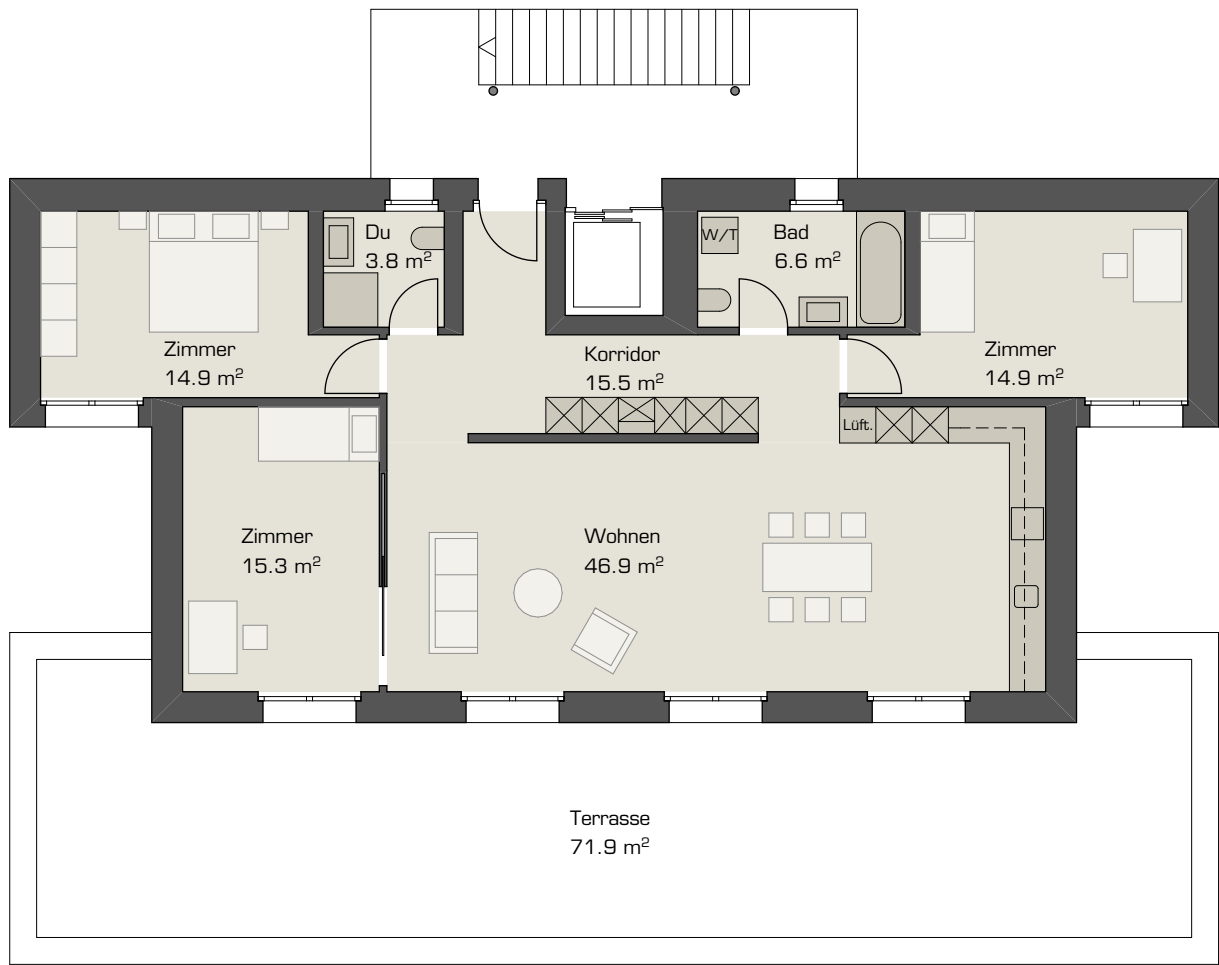 Du
3.8 m²
W/T
Bad
6.6 m²
Zimmer
14.9 m²
Korridor
15.5 m²
Zimmer
14.9 m²
Lüft.
Zimmer
15.3 m²
Wohnen
46.9 m²
Terrasse
71.9 m²